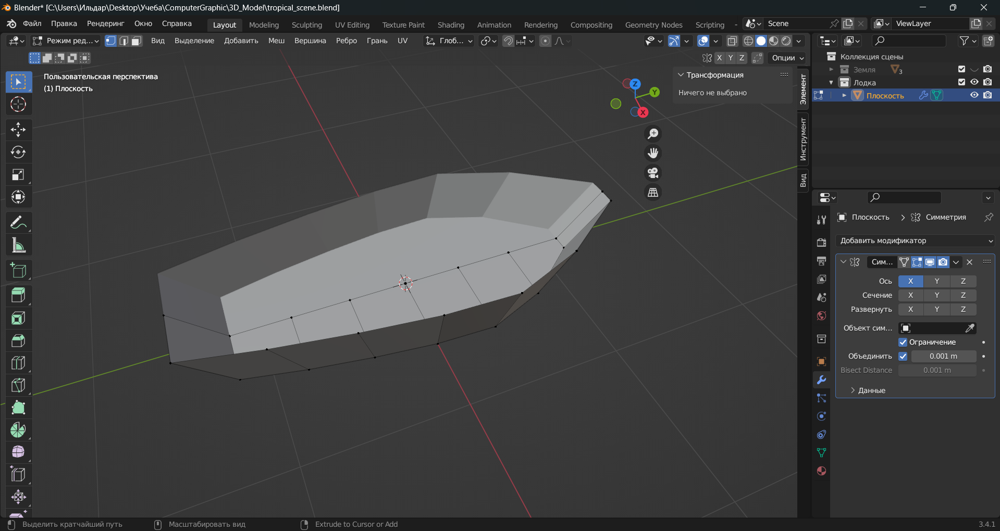 Blender* [C:\Users\Ильдар\Desktop\Учеба\ComputerGraphic\3D_Model\tropical_scene.blend]
Файл Правка Рендеринг Окно Справка Layout Modeling Sculpting UV Editing Texture Paint Shading Animation Rendering Compositing Geometry Nodes Scripting Scene ViewLayer
Режим ред... Вид Выделение Добавить Меш Вершина Ребро Грань UV Глоб...
X Y Z Опции
Пользовательская перспектива
(1) Плоскость
Z
Y
X
Трансформация
Ничего не выбрано
Элемент
Инструмент
Вид
Коллекция сцены
Земля 3
Лодка
Плоскость
Плоскость > Симметрия
Добавить модификатор
Сим...
Ось X Y Z
Сечение X Y Z
Развернуть X Y Z
Объект сим...
Ограничение
Объединить 0.001 m
Bisect Distance 0.001 m
Данные
Выделить кратчайший путь Масштабировать вид Extrude to Cursor or Add 3.4.1